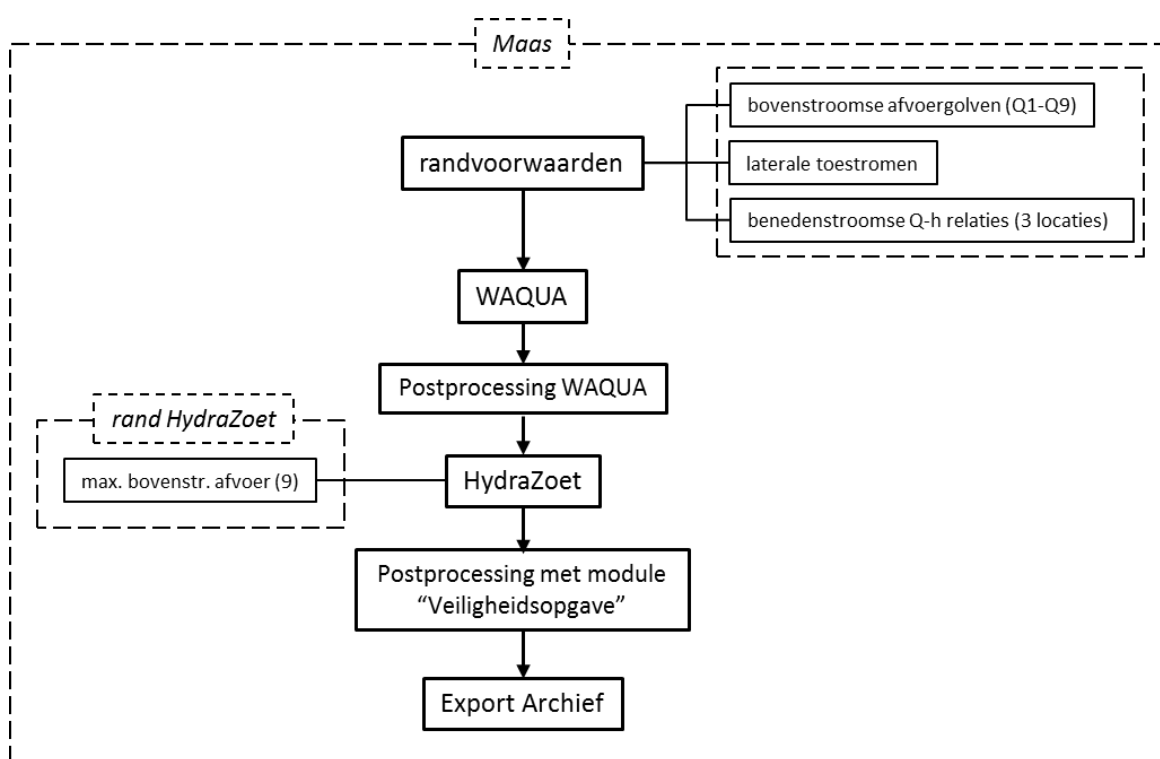 Maas
bovenstroomse afvoergolven (Q1-Q9)
randvoorwaarden
laterale toestromen
benedenstroomse Q-h relaties (3 locaties)
WAQUA
Postprocessing WAQUA
rand HydraZoet
max. bovenstr. afvoer (9)
HydraZoet
Postprocessing met module
“Veiligheidsopgave”
Export Archief